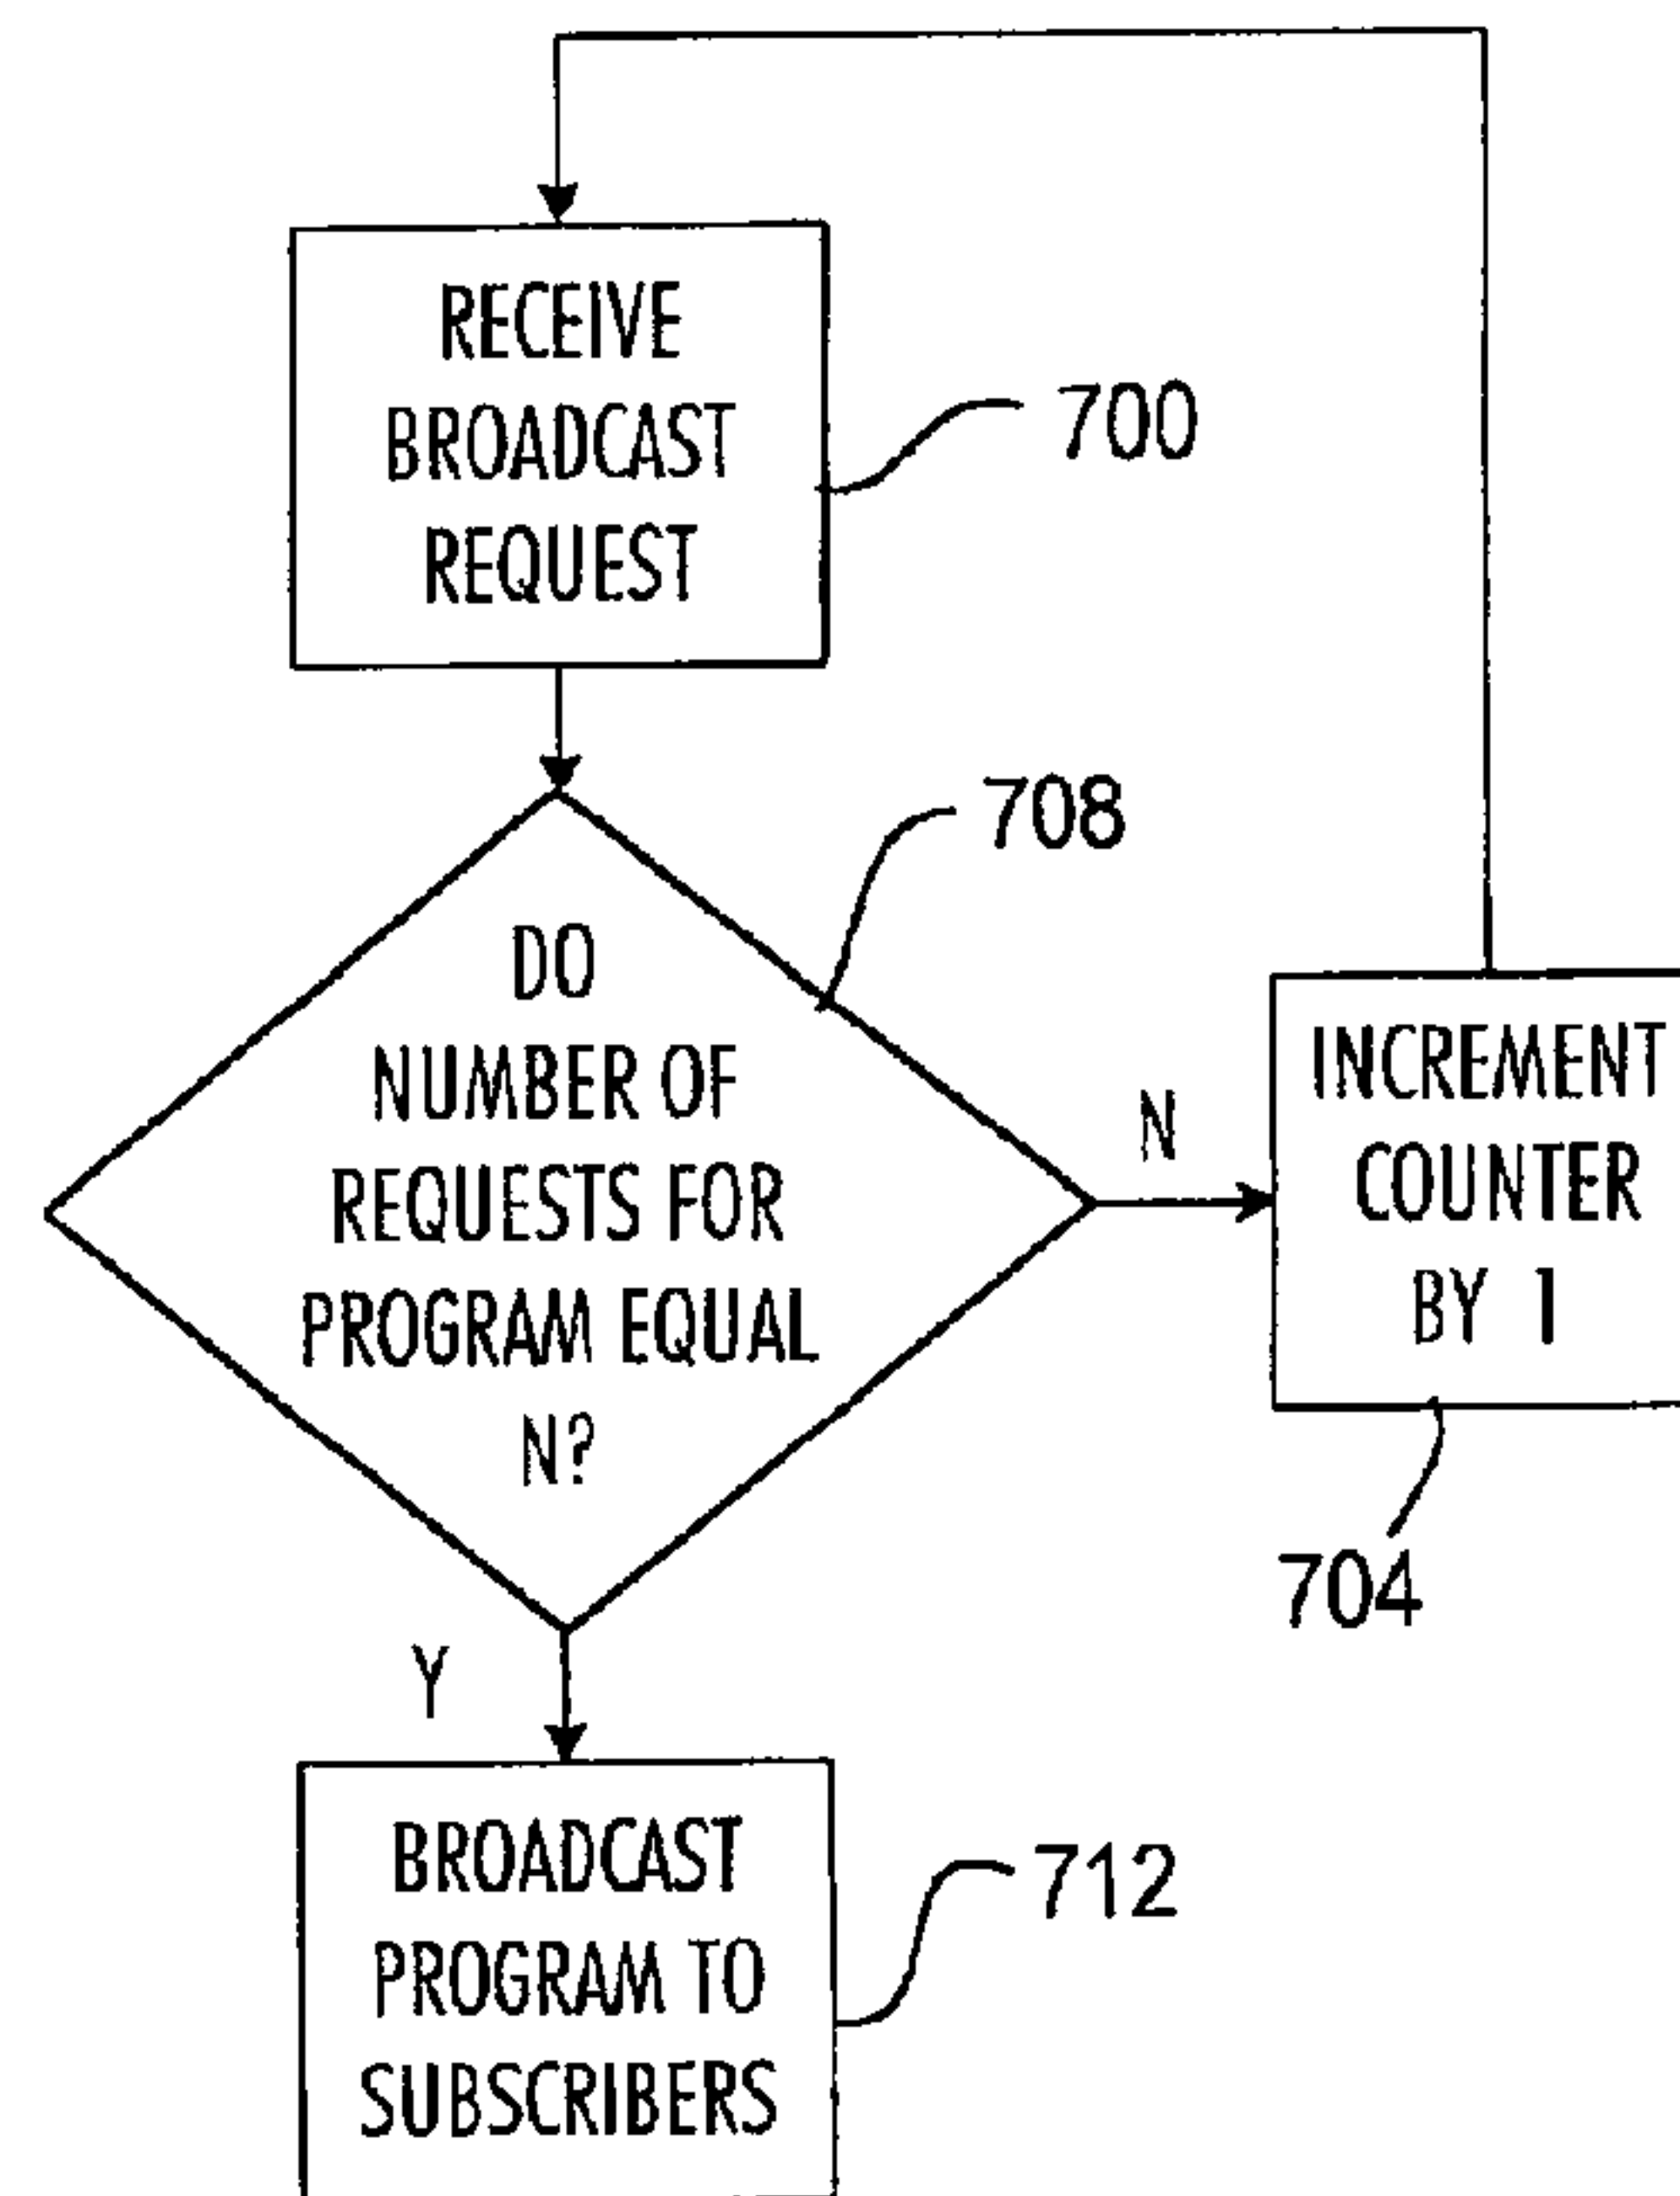 RECEIVE
BROADCAST
REQUEST
700
708
DO
NUMBER OF
REQUESTS FOR
PROGRAM EQUAL
N?
N
INCREMENT
COUNTER
BY 1
704
Y
BROADCAST
PROGRAM TO
SUBSCRIBERS
712